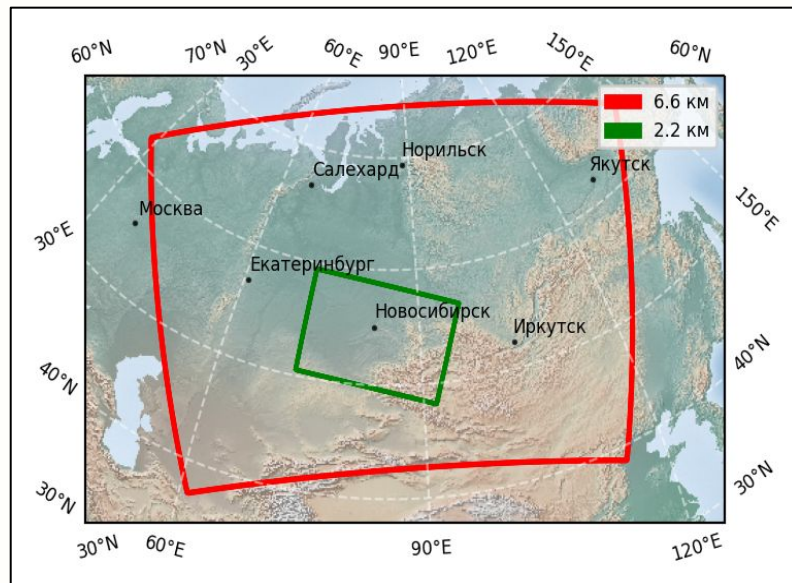 60°N
70°N
30°E
60°E
90°E
120°E
150°E
60°N
6.6 км
2.2 км
Норильск
Салехард
Якутск
Москва
150°E
30°E
Екатеринбург
Новосибирск
Иркутск
40°N
40°N
30°N
30°N
30°N
60°E
90°E
120°E